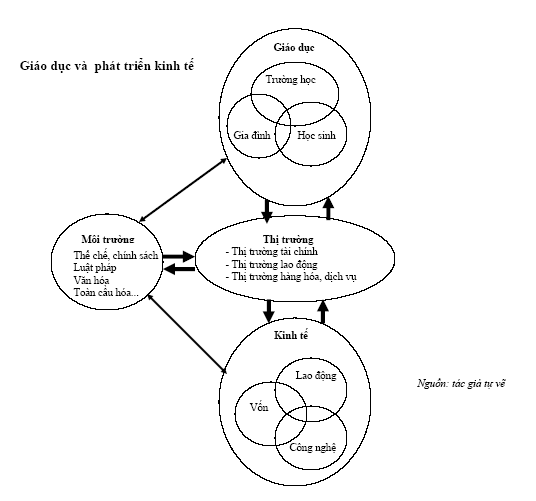 Giáo dục
Giáo dục và phát triển kinh tế
Trường học
Gia đình
Học sinh
Môi trường
Thể chế, chính sách
Luật pháp
Văn hóa
Toàn cầu hóa...
Thị trường
- Thị trường tài chính
- Thị trường lao động
- Thị trường hàng hóa, dịch vụ
Kinh tế
Lao động
Vốn
Công nghệ
Nguồn: tác giả tự vẽ